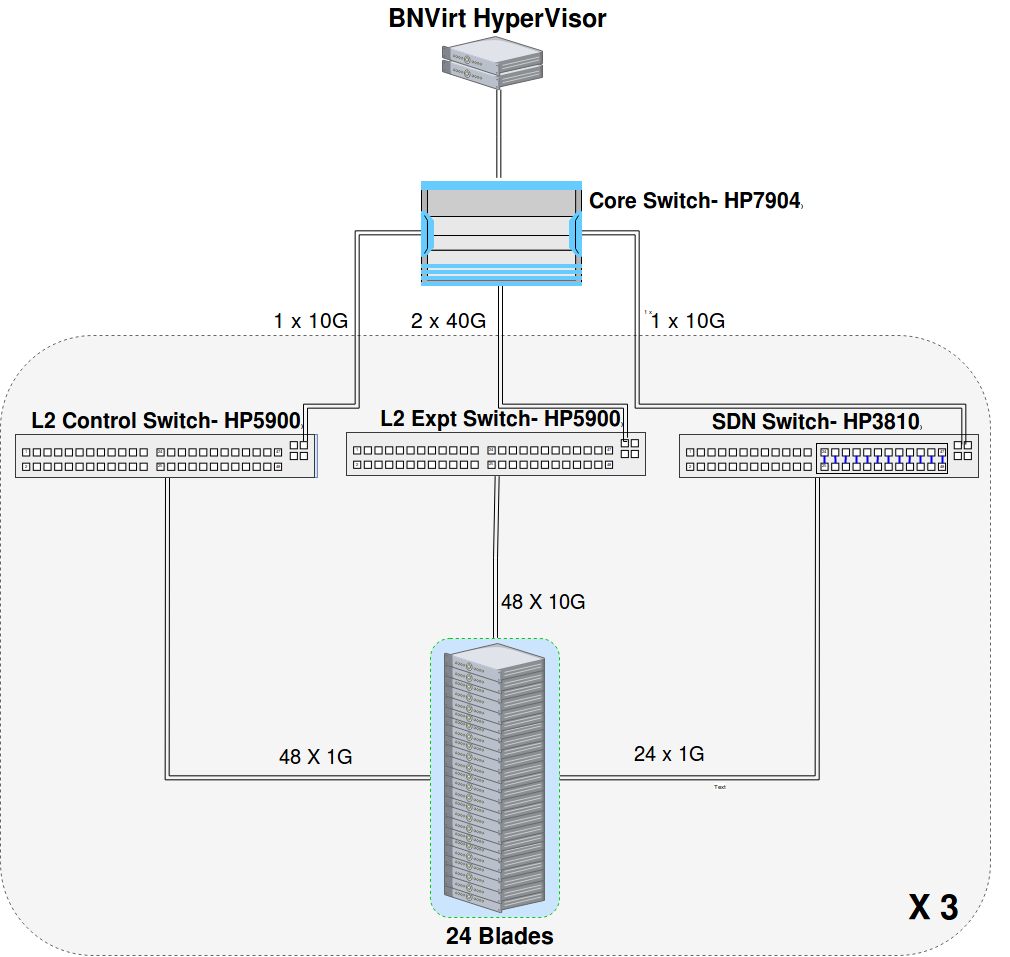 BNVirt HyperVisor
Core Switch- HP7904
1 x 10G
2 x 40G
1 x
1 x 10G
L2 Control Switch- HP5900
L2 Expt Switch- HP5900
SDN Switch- HP3810
48 X 10G
48 X 1G
24 x 1G
Text
X 3
24 Blades